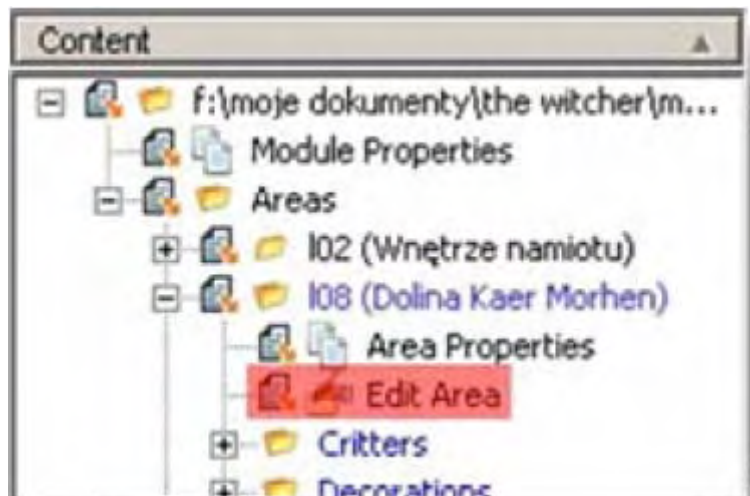 Content
f:\moje dokumenty\the witcher\m...
Module Properties
Areas
l02 (Wnętrze namiotu)
l08 (Dolina Kaer Morhen)
Area Properties
Edit Area
Critters
Decorations